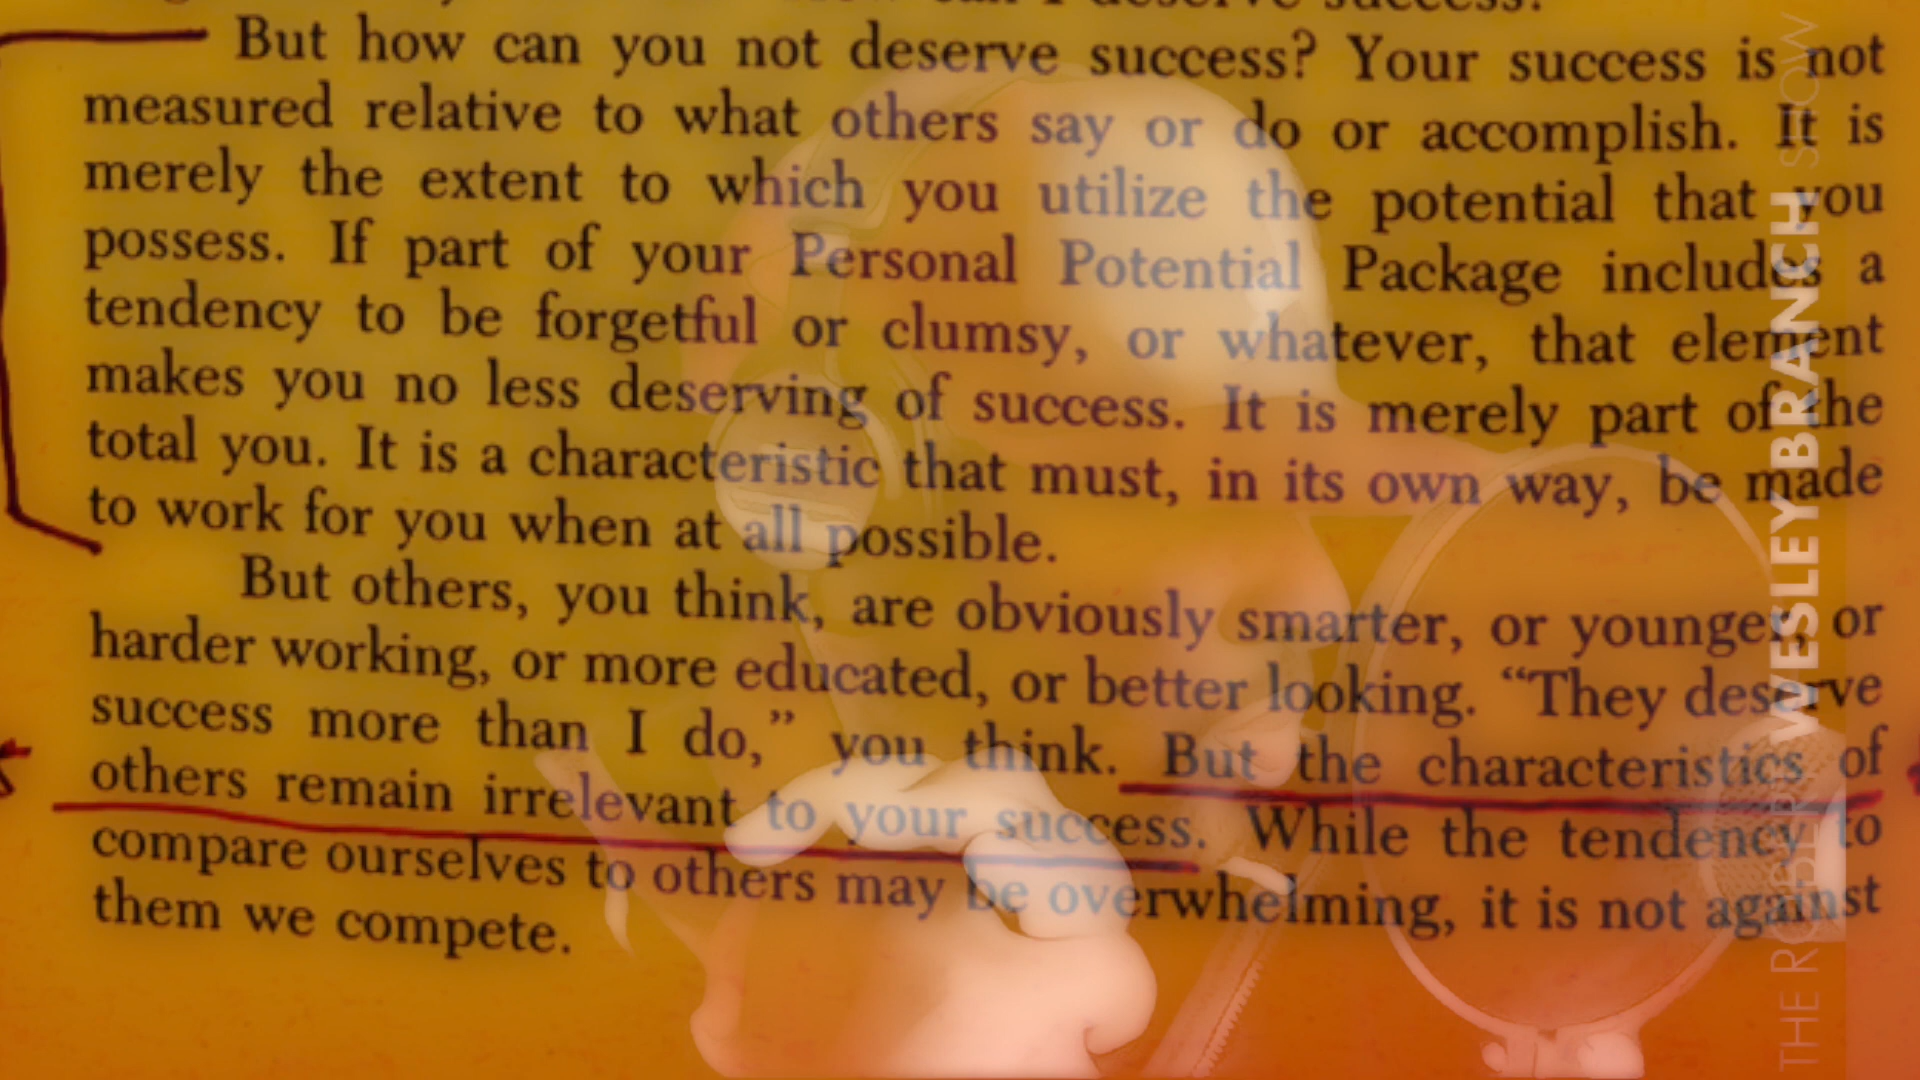 can I deserve success?
But how can you not deserve success? Your success is not
measured relative to what others say or do or accomplish. It is
merely the extent to which you utilize the potential that you
possess. If part of your Personal Potential Package includes a
tendency to be forgetful or clumsy, or whatever, that element
makes you no less deserving of success. It is merely part of the
total you. It is a characteristic that must, in its own way, be made
to work for you when at all possible.
But others, you think, are obviously smarter, or younger, or
harder working, or more educated, or better looking. “They deserve
success more than I do,” you think. But the characteristics of
others remain irrelevant to your success. While the tendency to
compare ourselves to others may be overwhelming, it is not against
them we compete.
THE WESLEY BRANCH SHOW